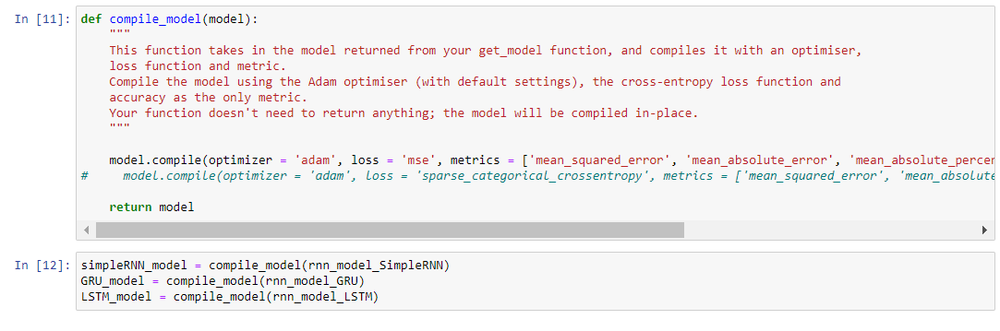 In [11]: def compile_model(model):
"""
This function takes in the model returned from your get_model function, and compiles it with an optimiser,
loss function and metric.
Compile the model using the Adam optimiser (with default settings), the cross-entropy loss function and
accuracy as the only metric.
Your function doesn't need to return anything; the model will be compiled in-place.
"""
model.compile(optimizer = 'adam', loss = 'mse', metrics = ['mean_squared_error', 'mean_absolute_error', 'mean_absolute_percer
# model.compile(optimizer = 'adam', loss = 'sparse_categorical_crossentropy', metrics = ['mean_squared_error', 'mean_absolute
return model
In [12]: simpleRNN_model = compile_model(rnn_model_SimpleRNN)
GRU_model = compile_model(rnn_model_GRU)
LSTM_model = compile_model(rnn_model_LSTM)